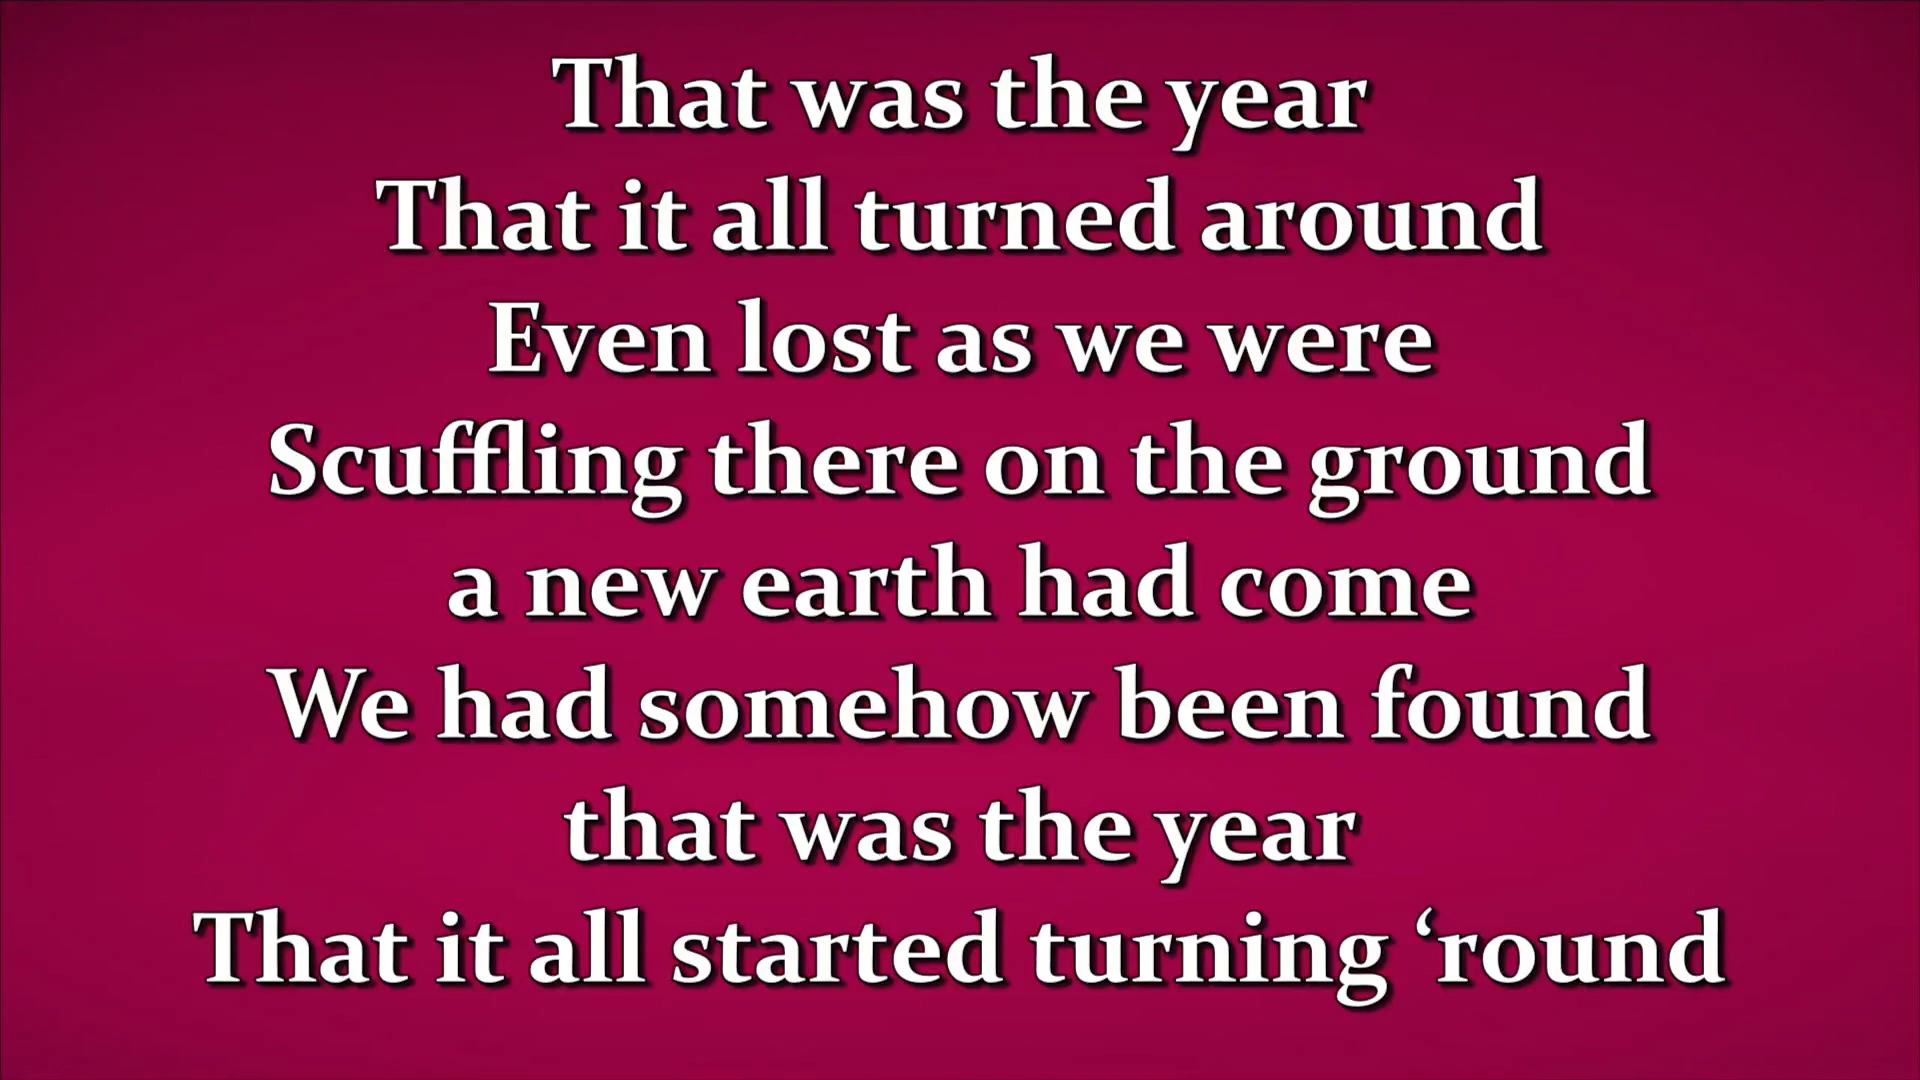 That was the year
That it all turned around
Even lost as we were
Scuffling there on the ground
a new earth had come
We had somehow been found
that was the year
That it all started turning ‘round